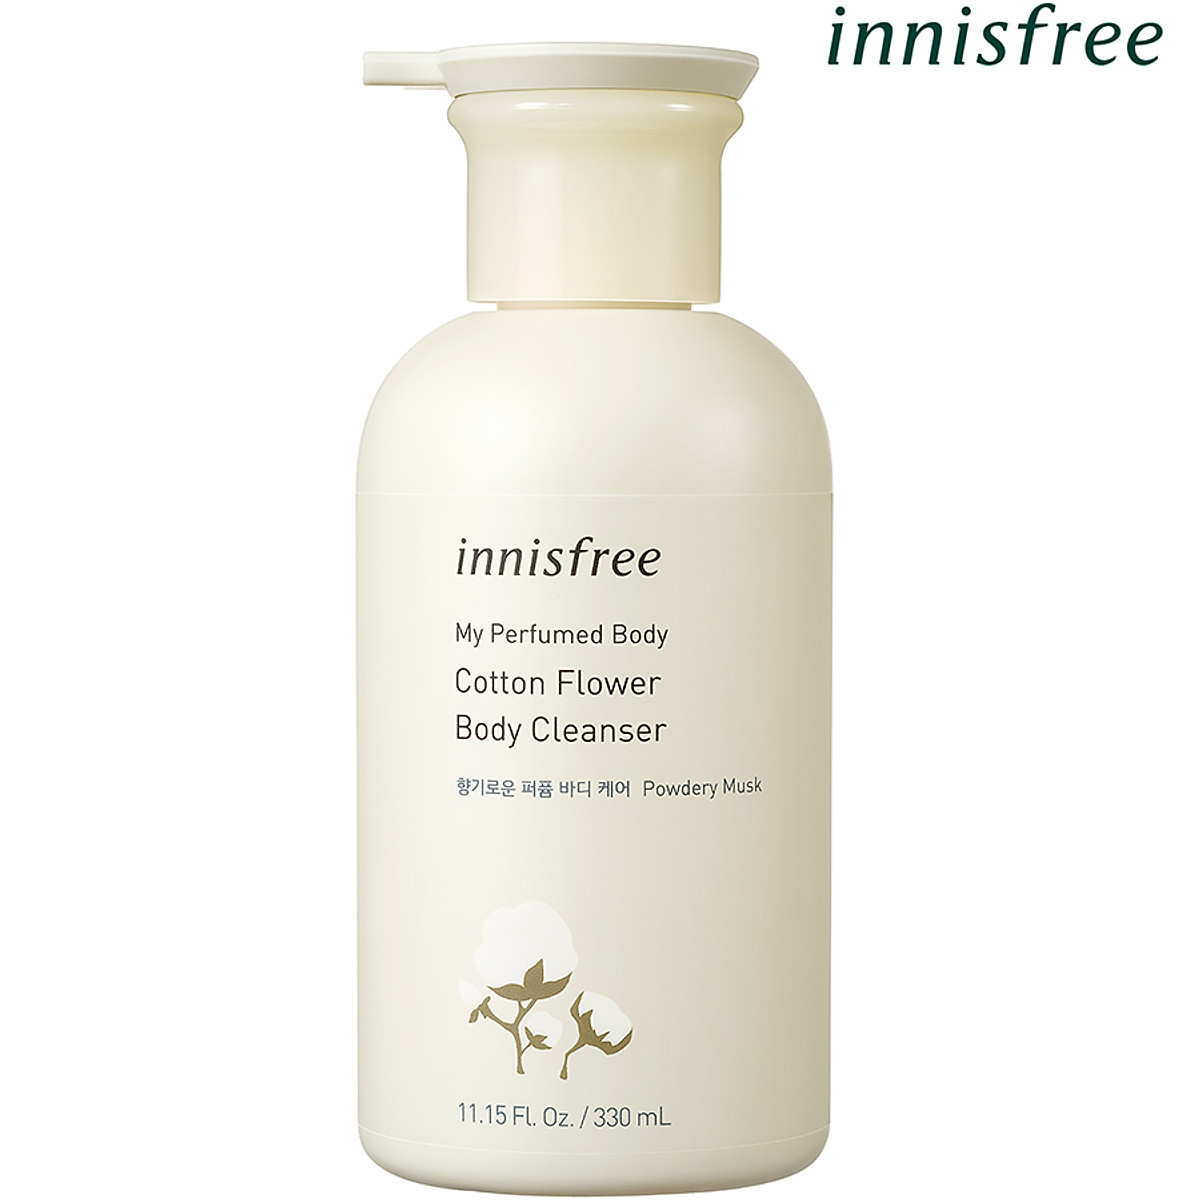 innisfree
innisfree
My Perfumed Body
Cotton Flower
Body Cleanser
향기로운 퍼퓸 바디 케어 Powdery Musk
11.15 Fl. Oz. / 330 mL